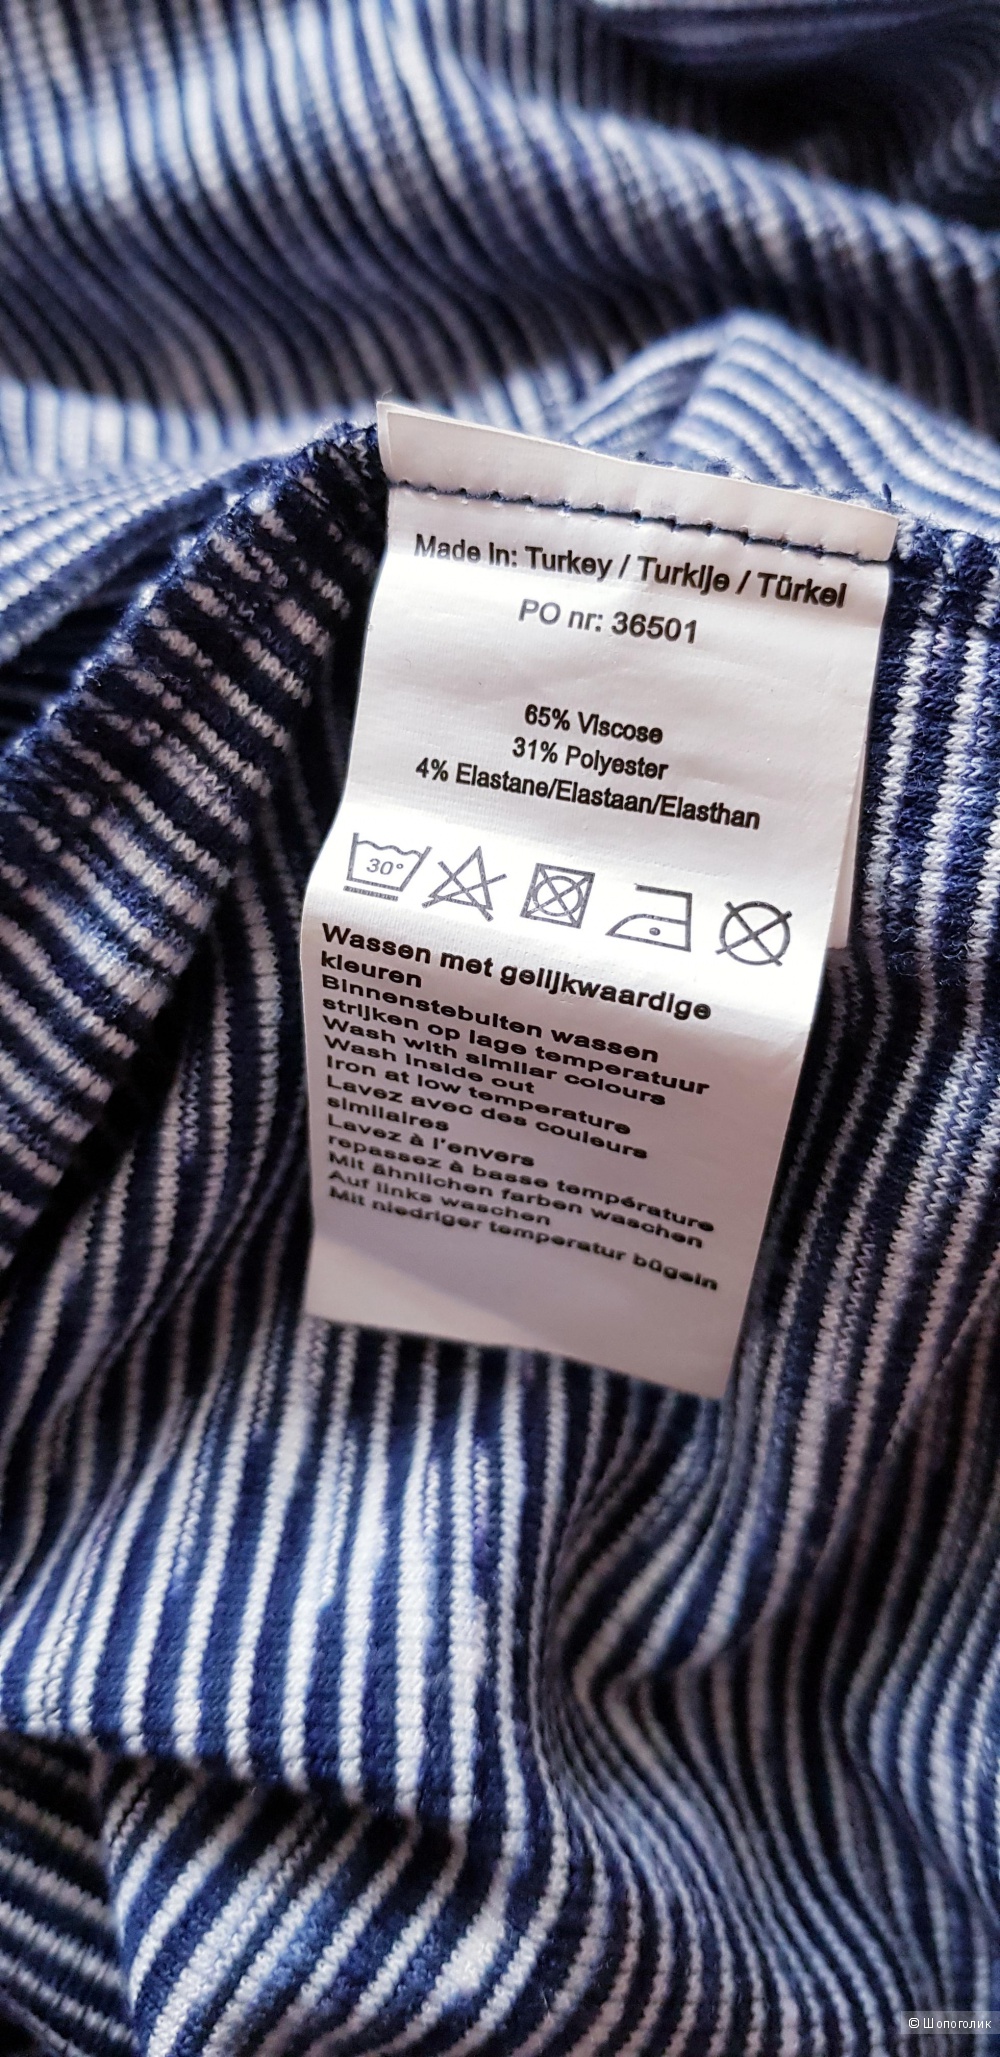 Made In: Turkey / Turkije / Türkei
PO nr: 36501
65% Viscose
31% Polyester
4% Elastane/Elastaan/Elasthan
30°
Wassen met gelijkwaardige
kleuren
Binnenstebuiten wassen
strijken op lage temperatuur
Wash with similar colours
Wash inside out
Iron at low temperature
Lavez avec des couleurs
similaires
Lavez à l'envers
repassez à basse température
Mit ähnlichen farben waschen
Auf links waschen
Mit niedriger temperatur bügeln
© Шопоголик